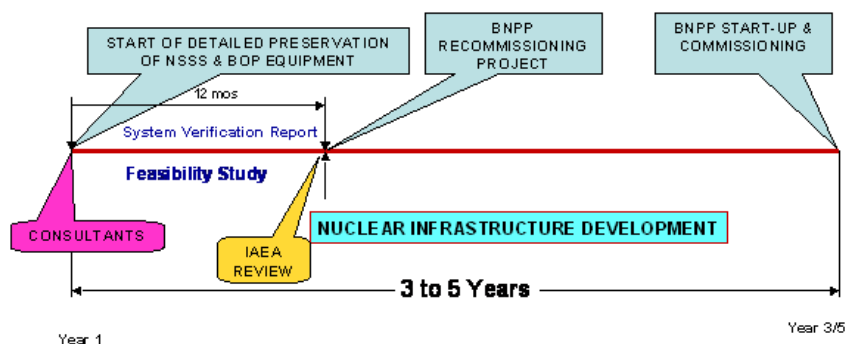 START OF DETAILED PRESERVATION
OF NSSS & BOP EQUIPMENT
BNPP
RECOMMISSIONING
PROJECT
BNPP START-UP &
COMMISSIONING
12 mos
System Verification Report
Feasibility Study
CONSULTANTS
IAEA
REVIEW
NUCLEAR INFRASTRUCTURE DEVELOPMENT
3 to 5 Years
Year 1
Year 3/5